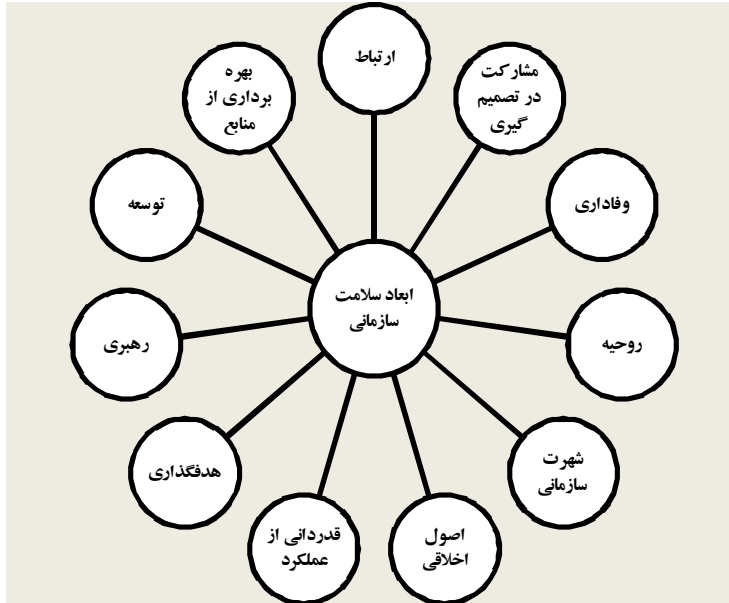 ارتباط
مشارکت
در تصمیم
گیری
وفاداری
روحیه
شهرت
سازمانی
اصول
اخلاقی
قدردانی از
عملکرد
هدفگذاری
رهبری
توسعه
بهره
برداری از
منابع
ابعاد سلامت
سازمانی